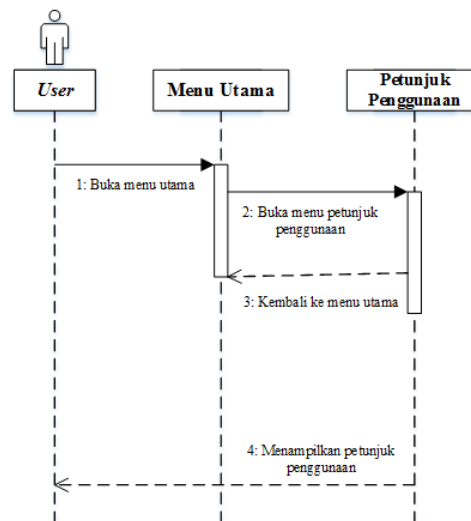 User
Menu Utama
Petunjuk
Penggunaan
1: Buka menu utama
2: Buka menu petunjuk
penggunaan
3: Kembali ke menu utama
4: Menampilkan petunjuk
penggunaan